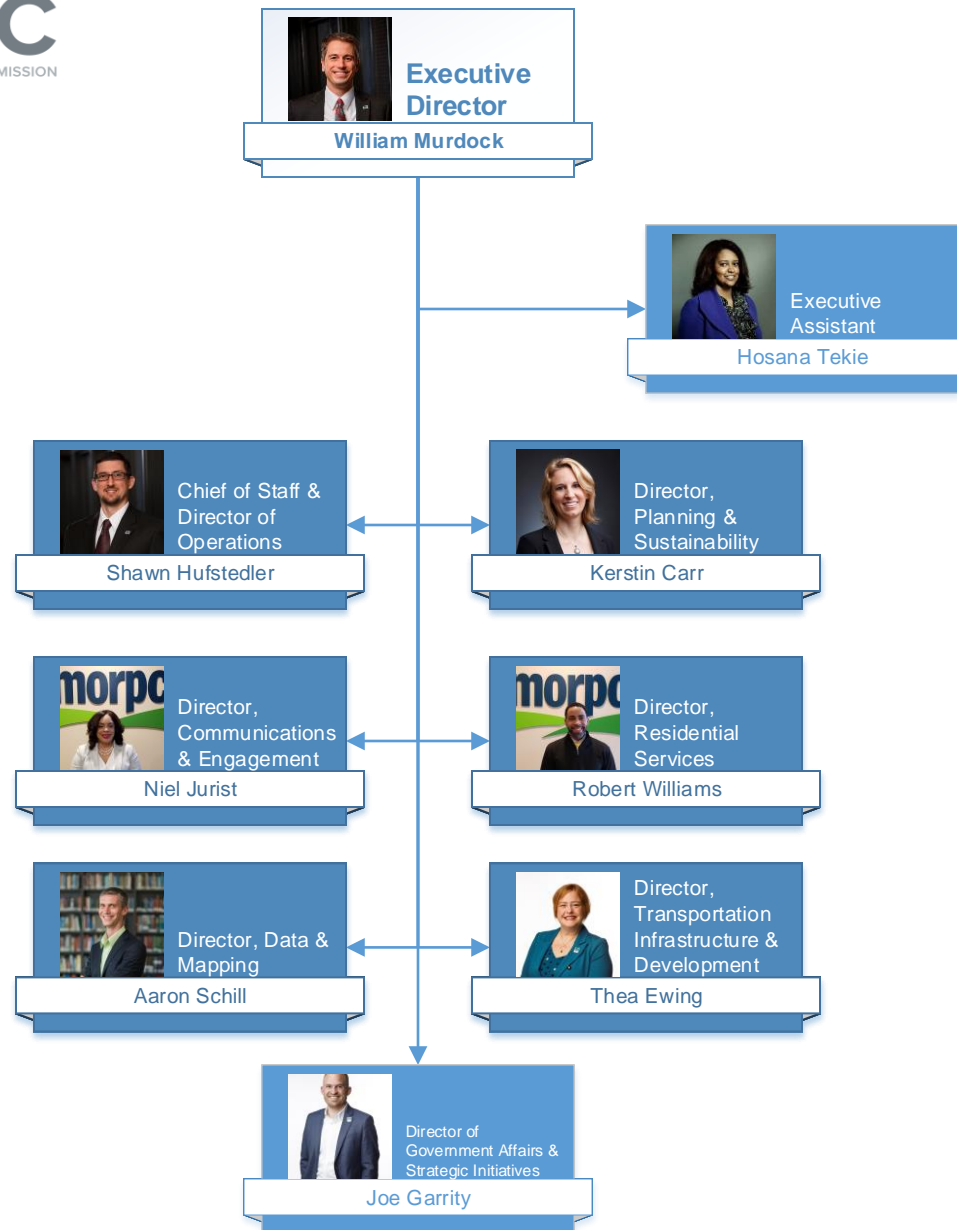 C
MISSION
Executive
Director
William Murdock
Executive
Assistant
Hosana Tekie
Chief of Staff &
Director of
Operations
Shawn Hufstedler
Director,
Planning &
Sustainability
Kerstin Carr
morpc
Director,
Communications
& Engagement
Niel Jurist
morpc
Director,
Residential
Services
Robert Williams
Director, Data &
Mapping
Aaron Schill
Director,
Transportation
Infrastructure &
Development
Thea Ewing
Director of
Government Affairs &
Strategic Initiatives
Joe Garrity